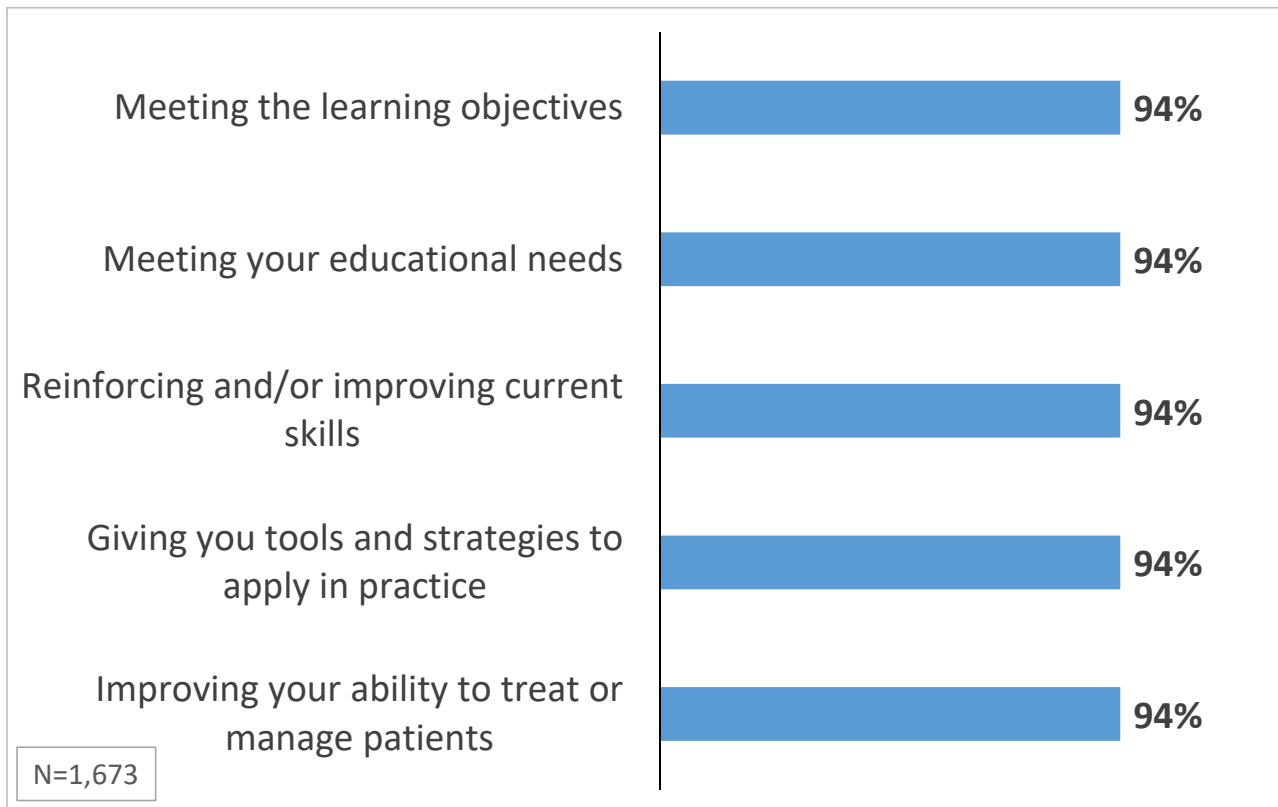 Meeting the learning objectives
94%
Meeting your educational needs
94%
Reinforcing and/or improving current
skills
94%
Giving you tools and strategies to
apply in practice
94%
Improving your ability to treat or
manage patients
94%
N=1,673